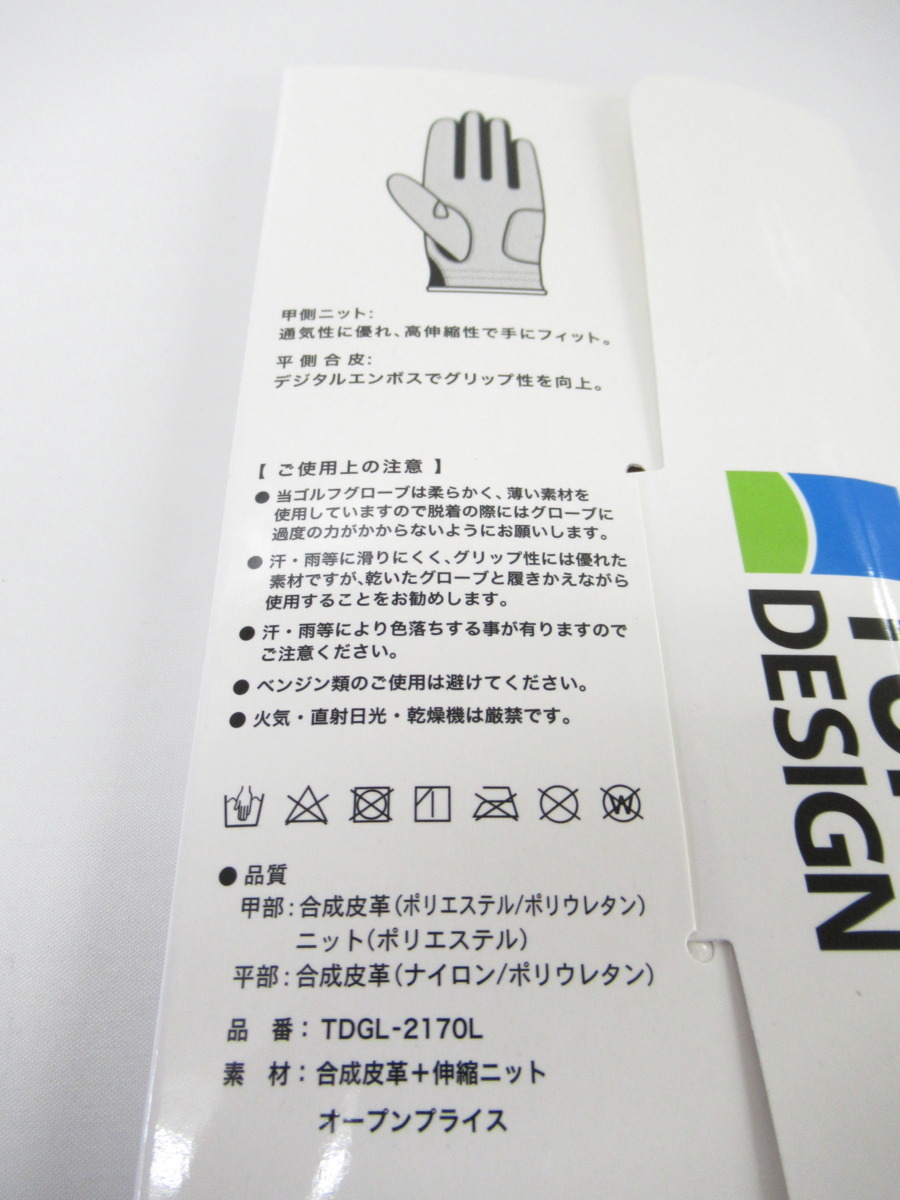 甲側ニット:
通気性に優れ、高伸縮性で手にフィット。
平側合皮:
デジタルエンボスでグリップ性を向上。
【 ご使用上の注意 】
● 当ゴルフグローブは柔らかく、薄い素材を
使用していますので脱着の際にはグローブに
過度の力がかからないようにお願いします。
● 汗・雨等に滑りにくく、グリップ性には優れた
素材ですが、乾いたグローブと履きかえながら
使用することをお勧めします。
● 汗・雨等により色落ちする事が有りますので
ご注意ください。
● ベンジン類のご使用は避けてください。
● 火気・直射日光・乾燥機は厳禁です。
W
● 品質
甲部:合成皮革(ポリエステル/ポリウレタン)
ニット(ポリエステル)
平部:合成皮革(ナイロン/ポリウレタン)
品 番: TDGL-2170L
素 材: 合成皮革+伸縮ニット
オープンプライス
DESIGN